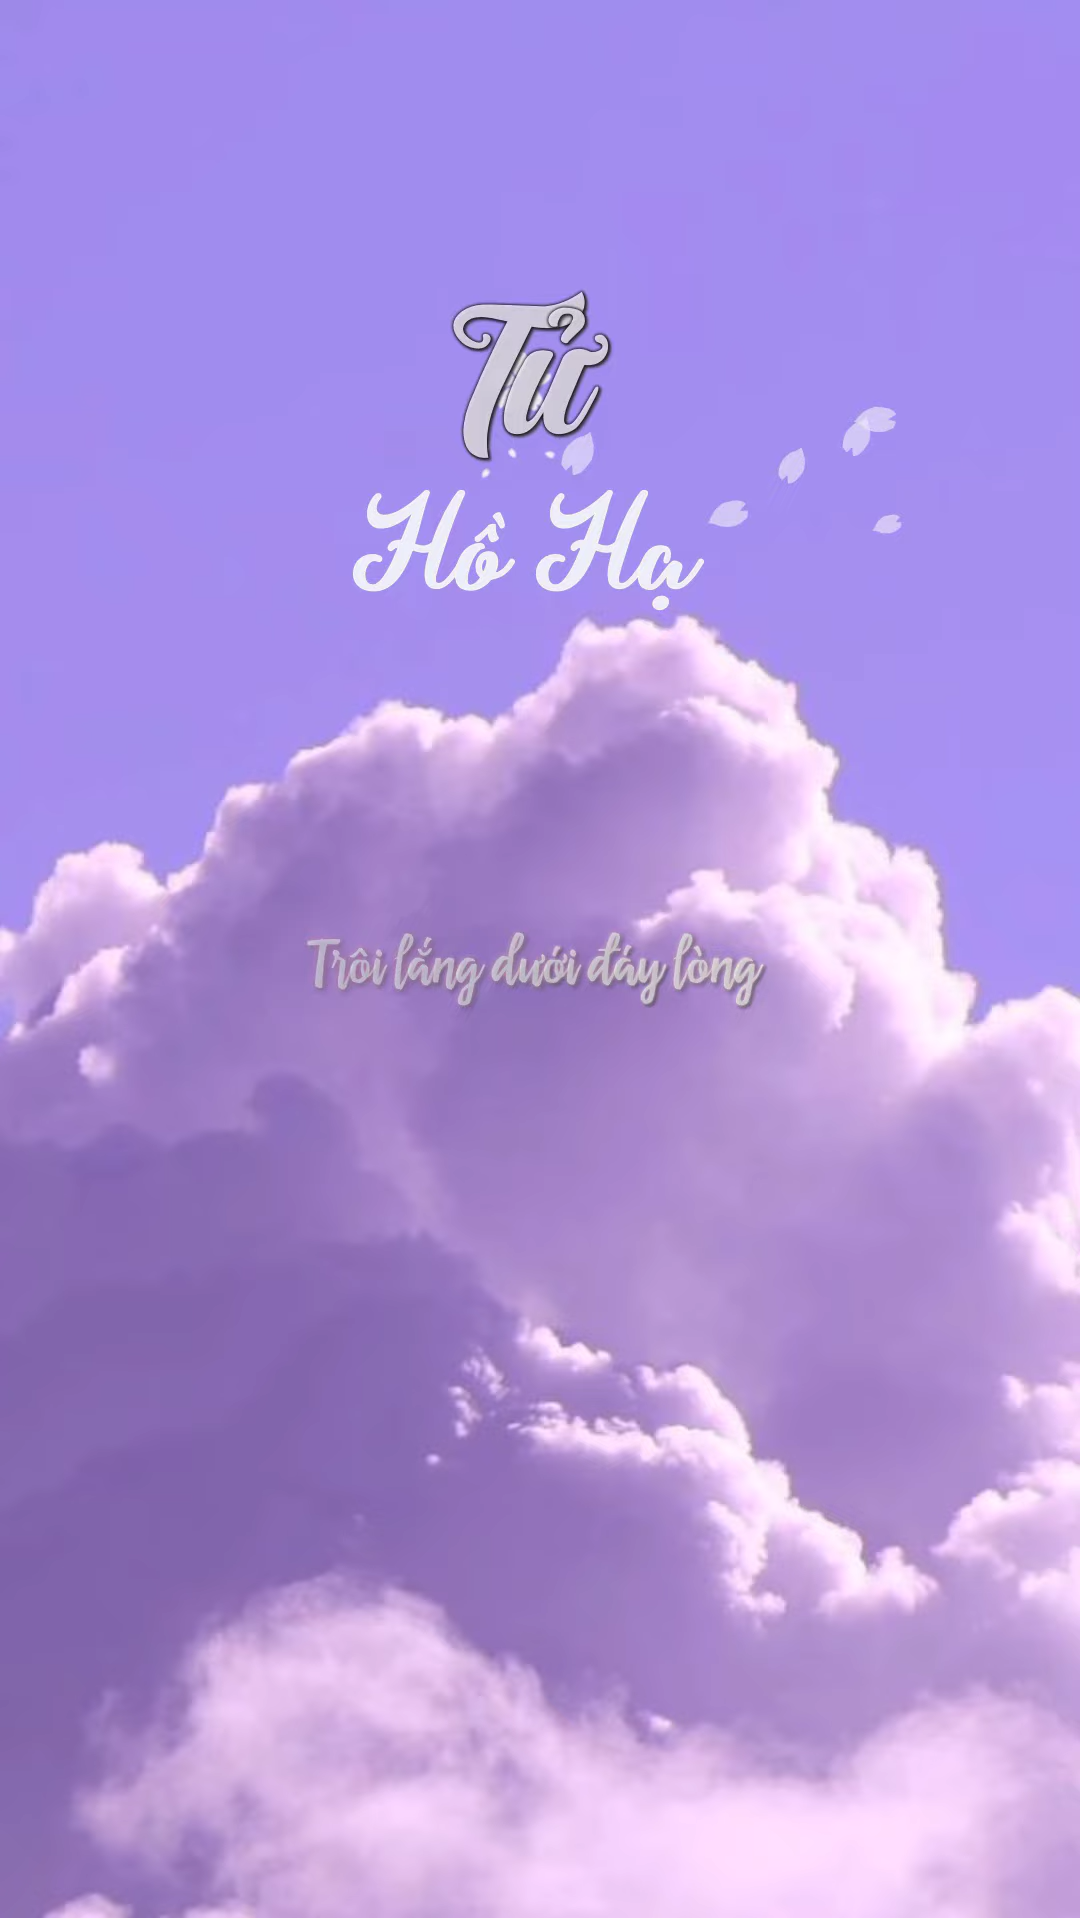 Tử
Hồ Hạ
Trôi lắng dưới đáy lòng